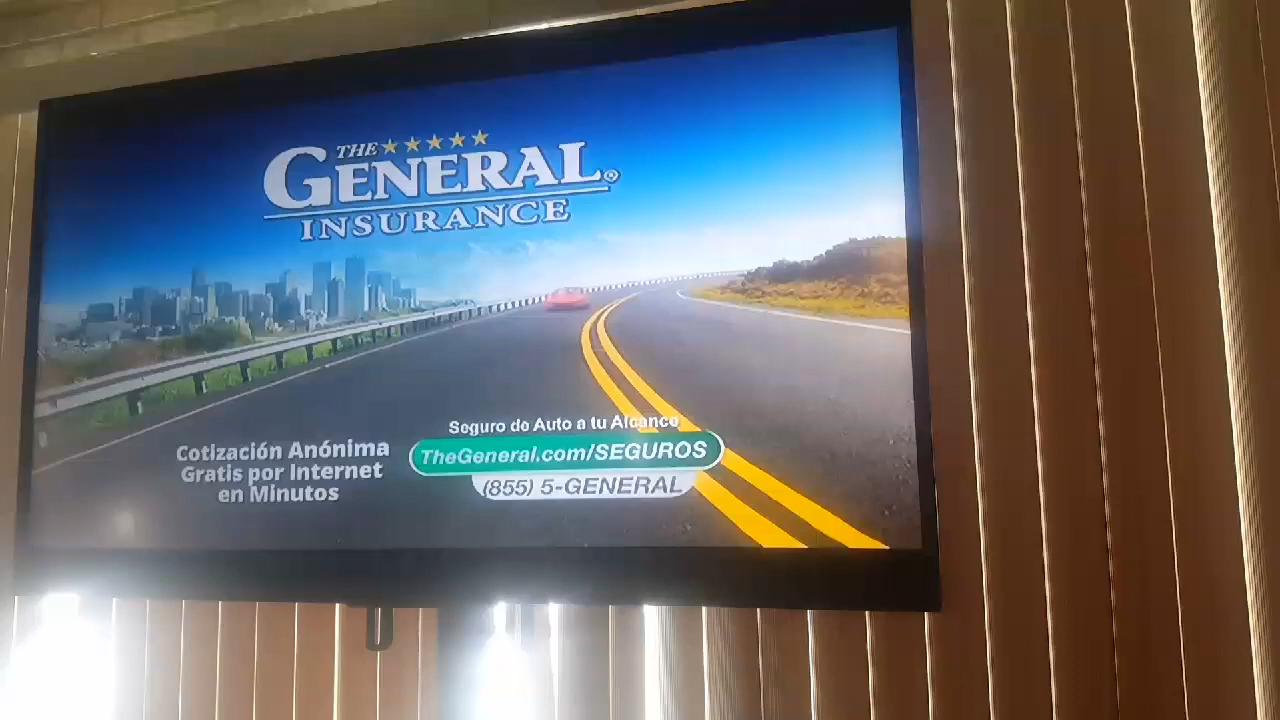 THE
GENERAL®
INSURANCE
Seguro de Auto a tu Alcance
TheGeneral.com/SEGUROS
(855) 5-GENERAL
Cotización Anónima
Gratis por Internet
en Minutos